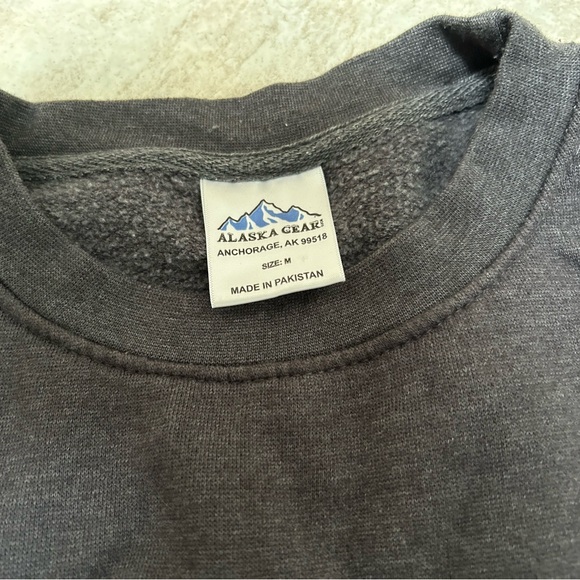 ALASKA GEAR
ANCHORAGE, AK 99518
SIZE: M
MADE IN PAKISTAN